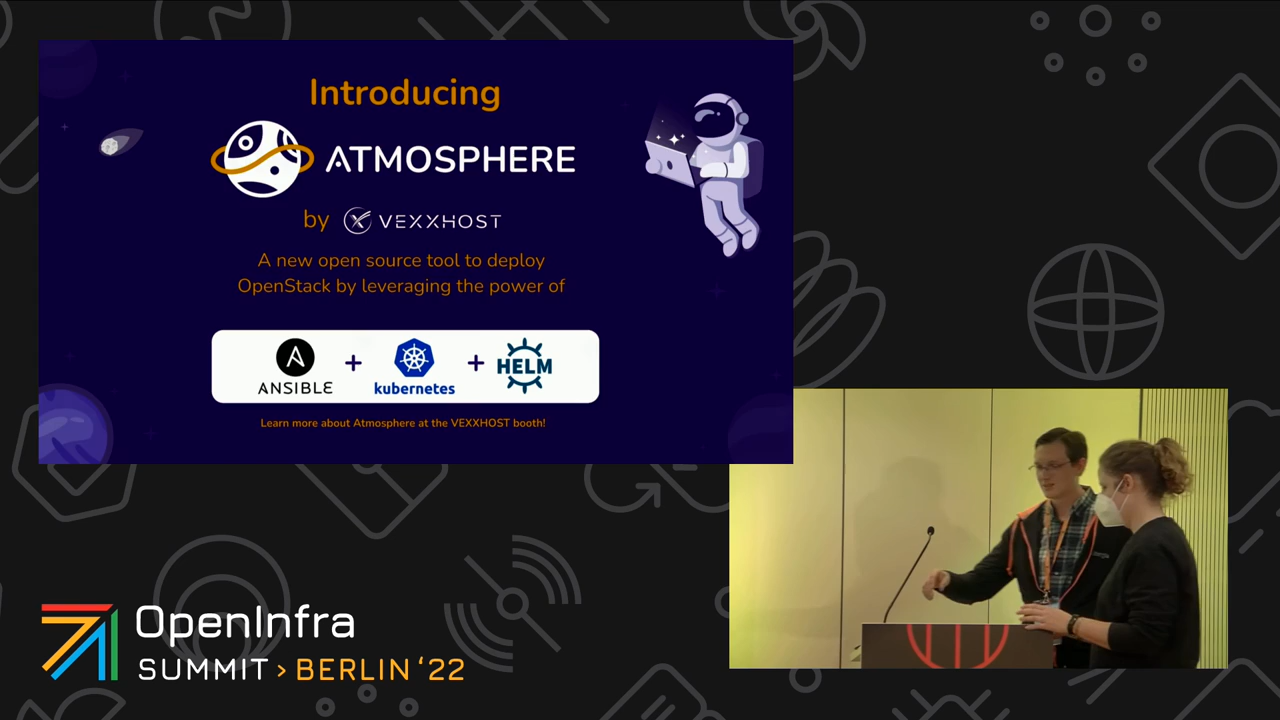 Introducing
ATMOSPHERE
by VEXXHOST
A new open source tool to deploy
OpenStack by leveraging the power of
ANSIBLE + kubernetes + HELM
Learn more about Atmosphere at the VEXXHOST booth!
OpenInfra
SUMMIT > BERLIN ‘22